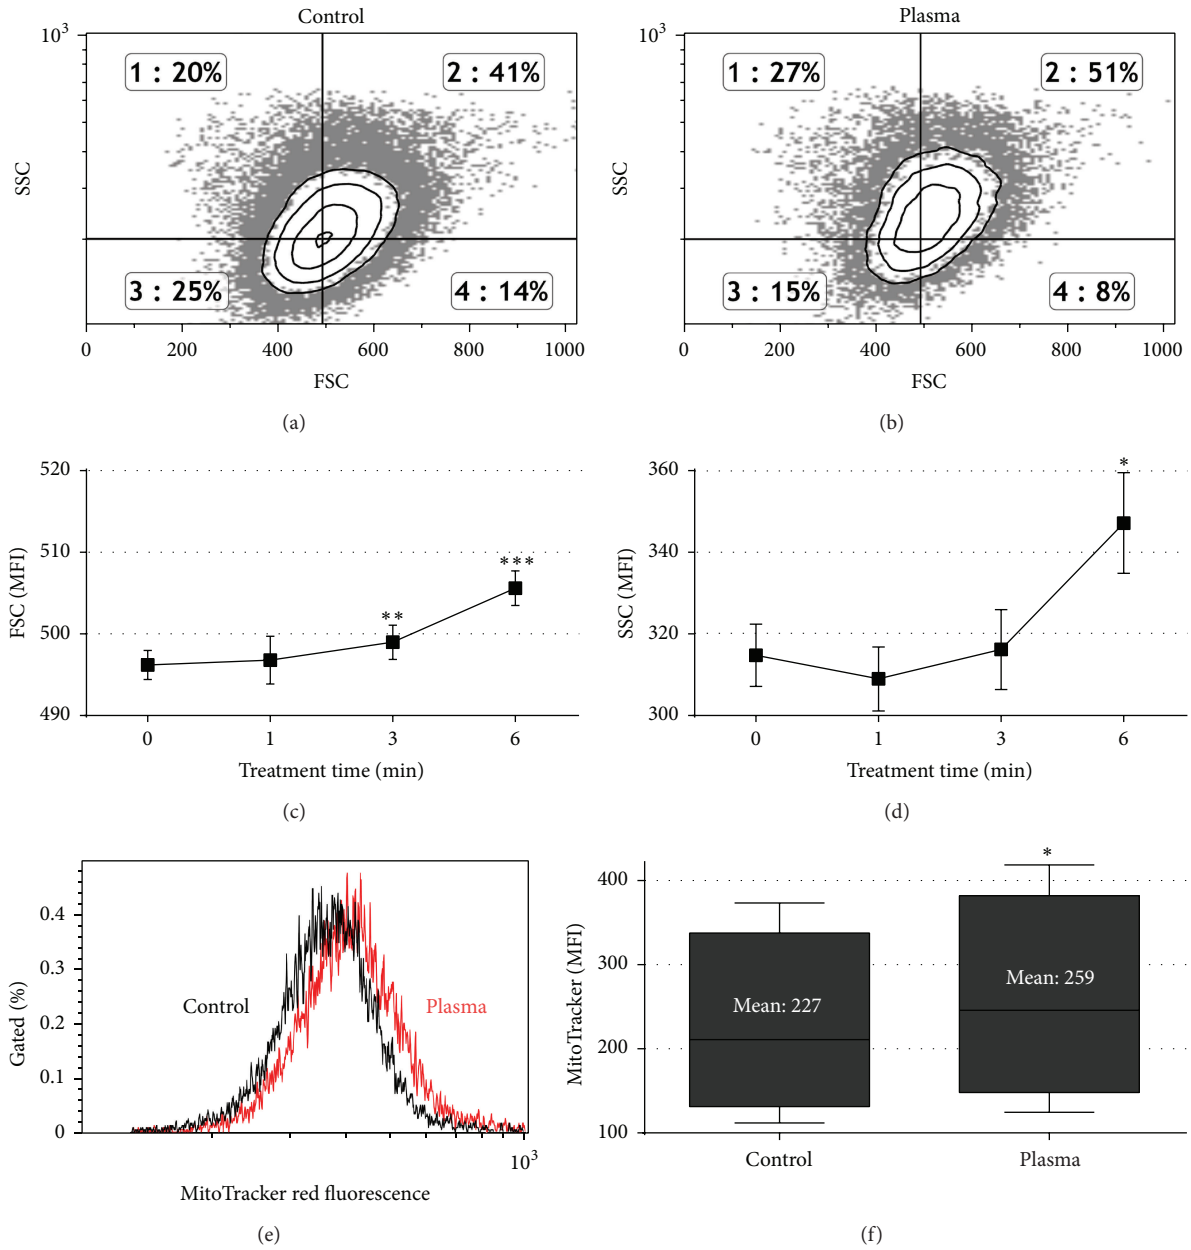 Control
10³
1 : 20%
2 : 41%
SSC
3 : 25%
4 : 14%
0 200 400 600 800 1000
FSC
(a)
Plasma
10³
1 : 27%
2 : 51%
SSC
3 : 15%
4 : 8%
0 200 400 600 800 1000
FSC
(b)
520
510
500
490
FSC (MFI)
**
***
0 1 3 6
Treatment time (min)
(c)
360
340
320
300
SSC (MFI)
*
0 1 3 6
Treatment time (min)
(d)
0.4
0.3
0.2
0.1
0
Gated (%)
Control
Plasma
10³
MitoTracker red fluorescence
(e)
400
300
200
100
MitoTracker (MFI)
*
Mean: 227
Mean: 259
Control Plasma
(f)